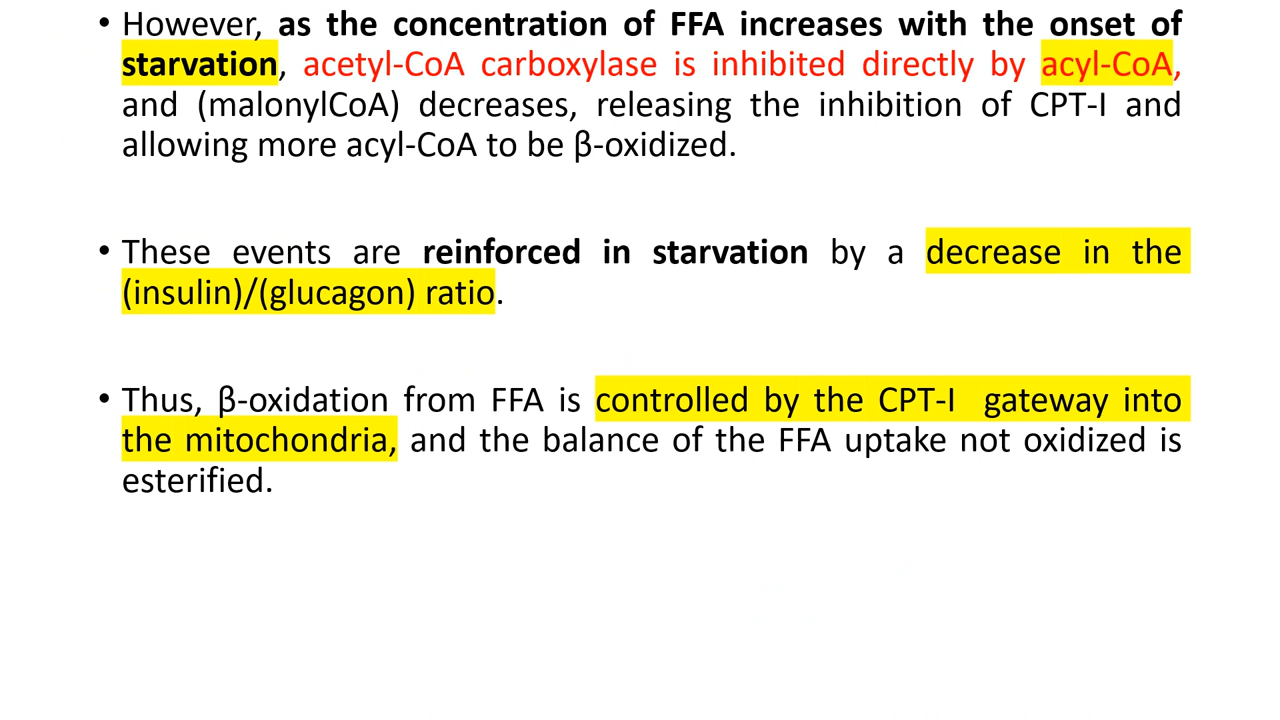 • However, as the concentration of FFA increases with the onset of
starvation, acetyl-CoA carboxylase is inhibited directly by acyl-CoA,
and (malonylCoA) decreases, releasing the inhibition of CPT-I and
allowing more acyl-CoA to be β-oxidized.
• These events are reinforced in starvation by a decrease in the
(insulin)/(glucagon) ratio.
• Thus, β-oxidation from FFA is controlled by the CPT-I gateway into
the mitochondria, and the balance of the FFA uptake not oxidized is
esterified.